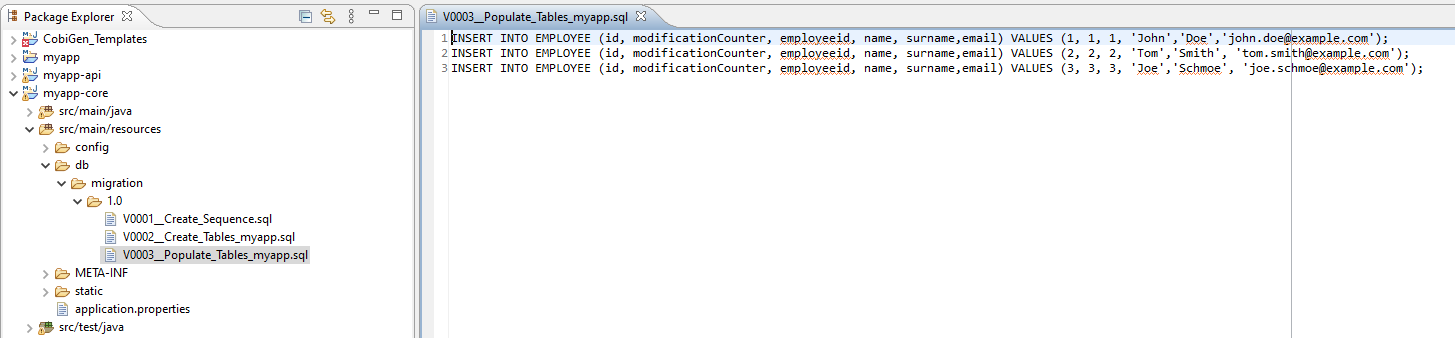 Package Explorer
CobiGen_Templates
myapp
myapp-api
myapp-core
src/main/java
src/main/resources
config
db
migration
1.0
V0001__Create_Sequence.sql
V0002__Create_Tables_myapp.sql
V0003__Populate_Tables_myapp.sql
META-INF
static
application.properties
src/test/java
V0003__Populate_Tables_myapp.sql
1 INSERT INTO EMPLOYEE (id, modificationCounter, employeeid, name, surname,email) VALUES (1, 1, 1, 'John','Doe','john.doe@example.com');
2 INSERT INTO EMPLOYEE (id, modificationCounter, employeeid, name, surname,email) VALUES (2, 2, 2, 'Tom','Smith', 'tom.smith@example.com');
3 INSERT INTO EMPLOYEE (id, modificationCounter, employeeid, name, surname,email) VALUES (3, 3, 3, 'Joe','Schmoe', 'joe.schmoe@example.com');